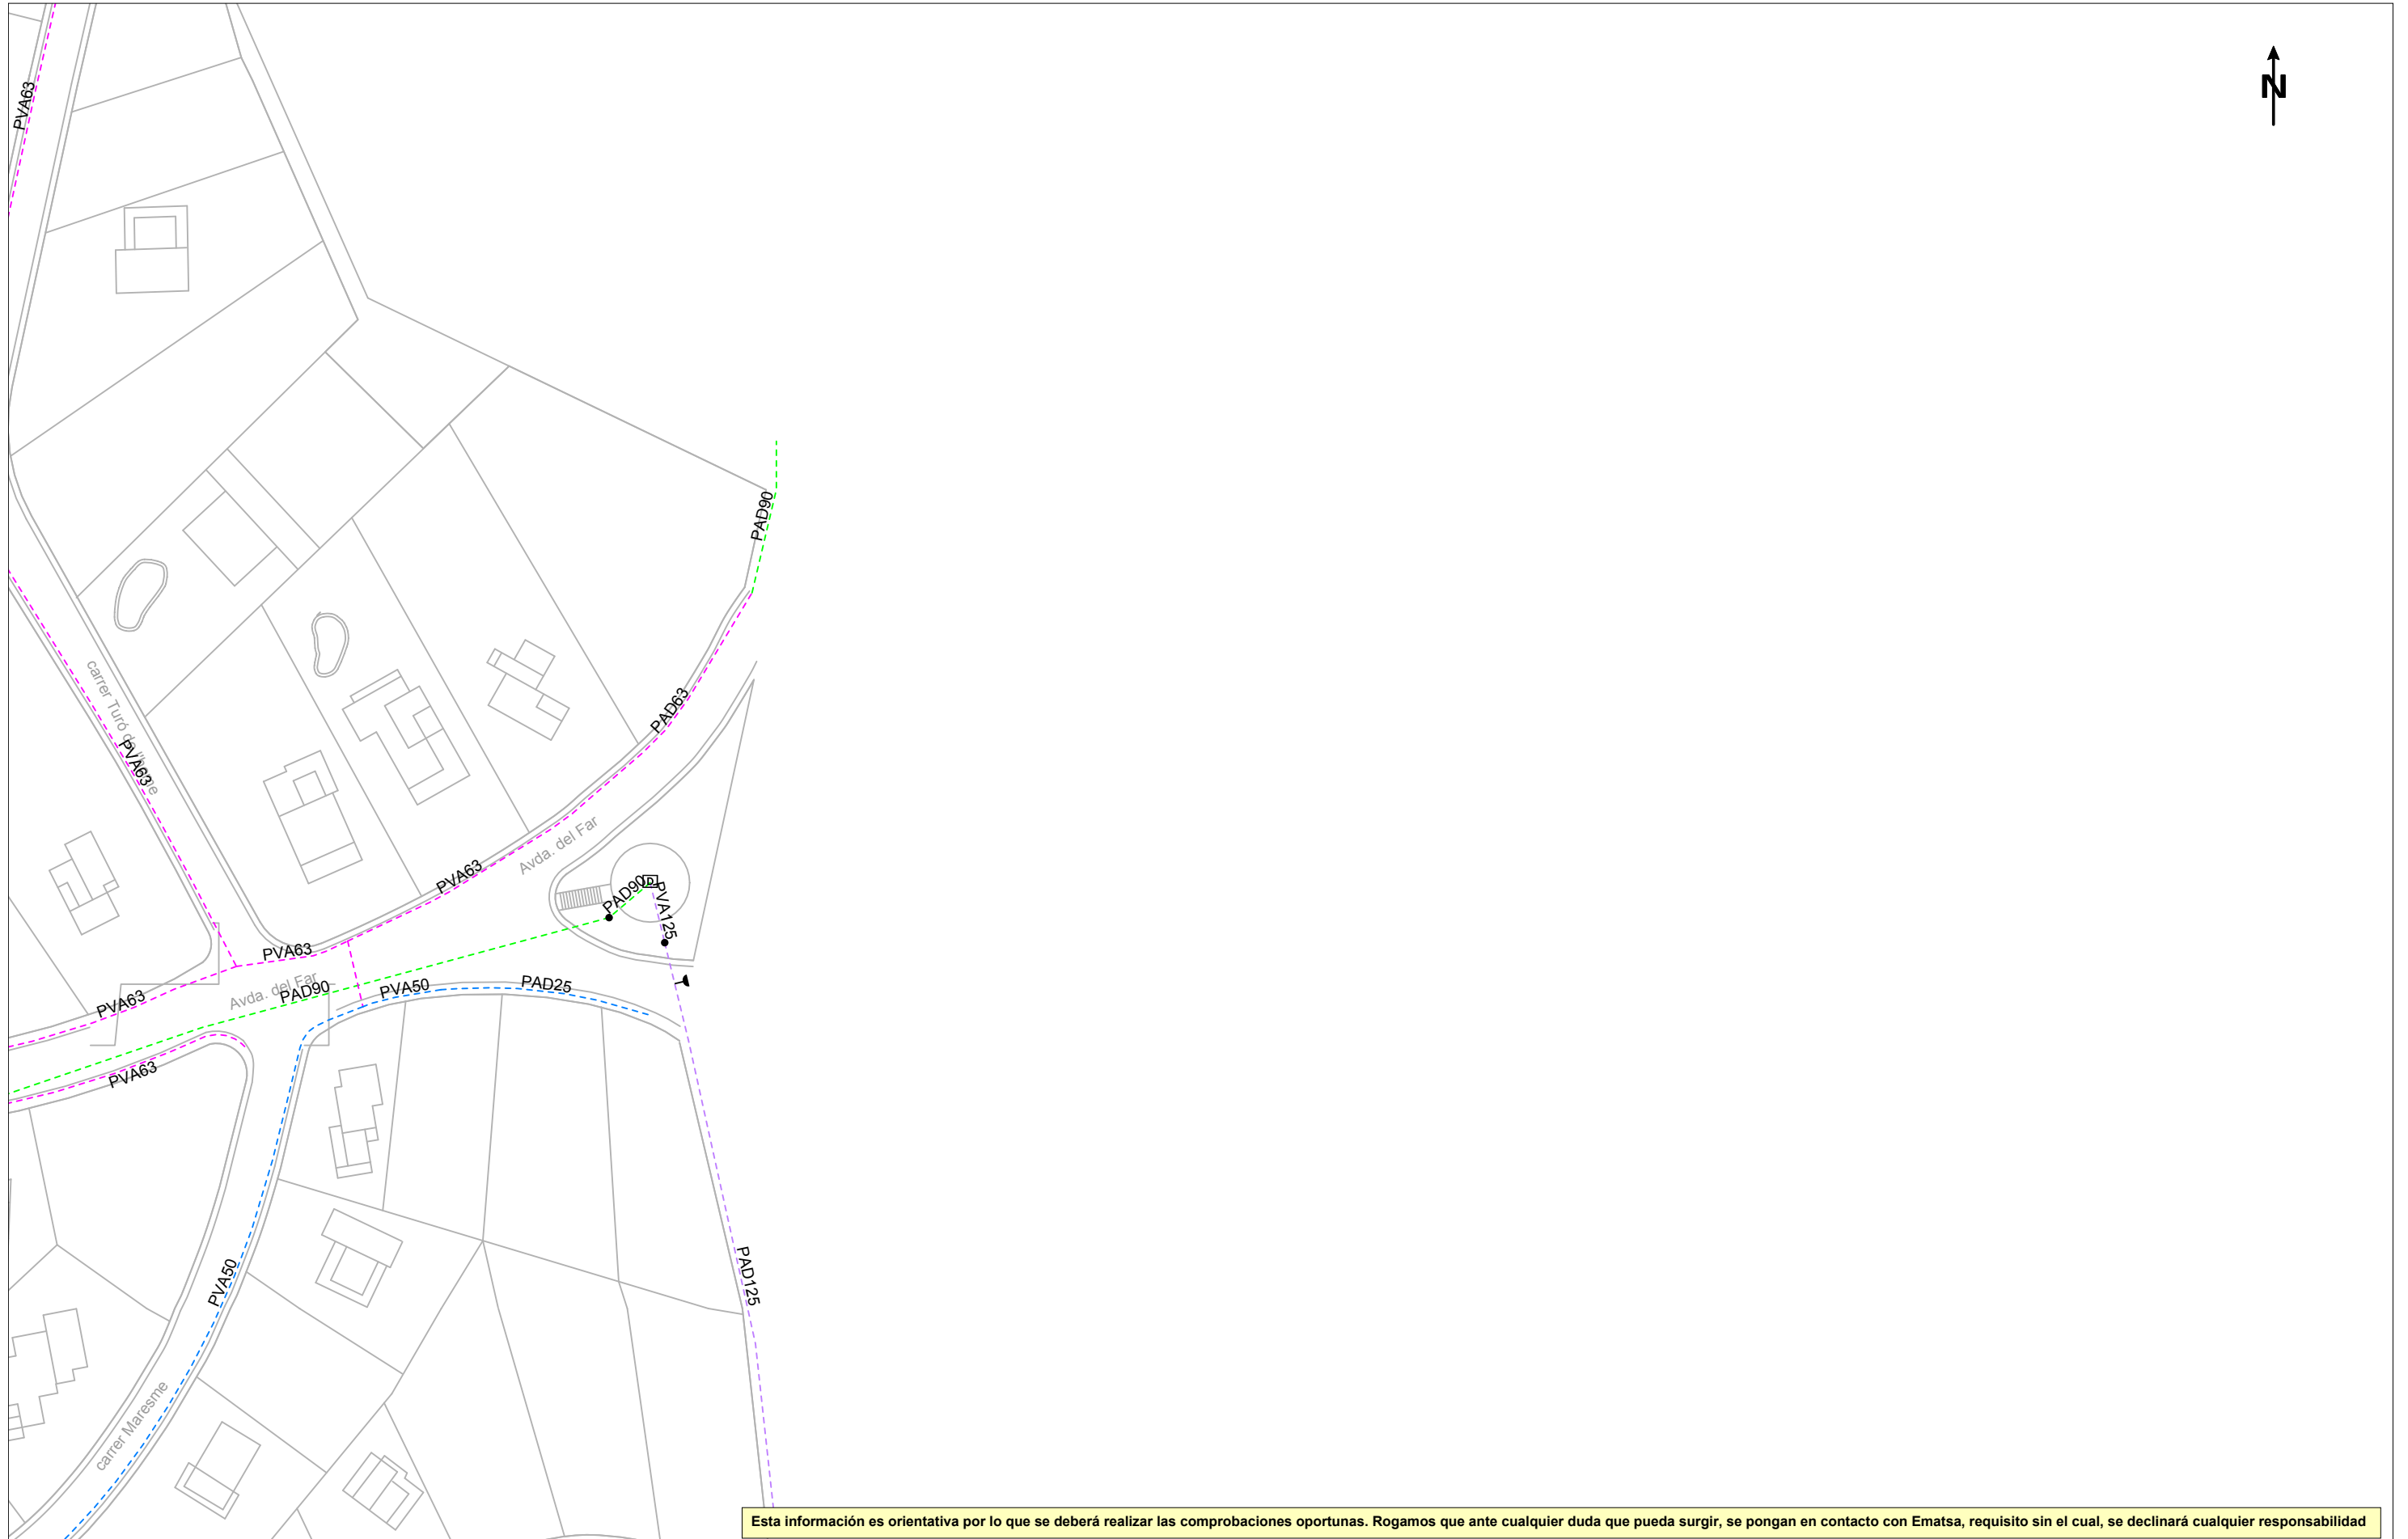 PVA63
N
PAD90
carrer Turó de l'home
PVA63
PAD63
Avda. del Far
PVA63
D
PAD90
PVA125
PVA63
Avda. del Far
PAD90
PVA50
PAD25
PVA63
PVA63
PAD125
PVA50
carrer Maresme
Esta información es orientativa por lo que se deberá realizar las comprobaciones oportunas. Rogamos que ante cualquier duda que pueda surgir, se pongan en contacto con Ematsa, requisito sin el cual, se declinará cualquier responsabilidad